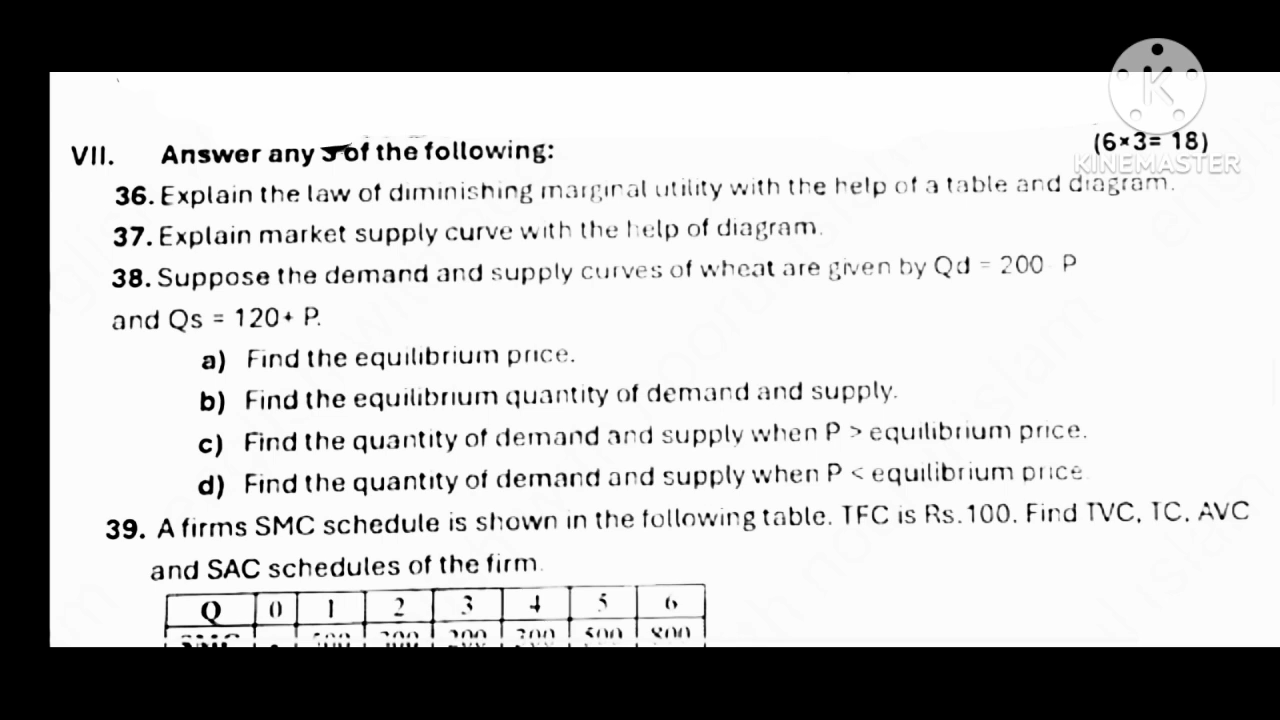 VII. Answer any of the following: (6×3= 18)
KINEMASTER
36. Explain the law of diminishing marginal utility with the help of a table and diagram.
37. Explain market supply curve with the help of diagram.
38. Suppose the demand and supply curves of wheat are given by Qd = 200 P
and Qs = 120+ P.
a) Find the equilibrium price.
b) Find the equilibrium quantity of demand and supply.
c) Find the quantity of demand and supply when P > equilibrium price.
d) Find the quantity of demand and supply when P < equilibrium price
39. A firms SMC schedule is shown in the following table. TFC is Rs.100. Find TVC, TC, AVC
and SAC schedules of the firm.
Q 0 1 2 3 4 5 6
500 800